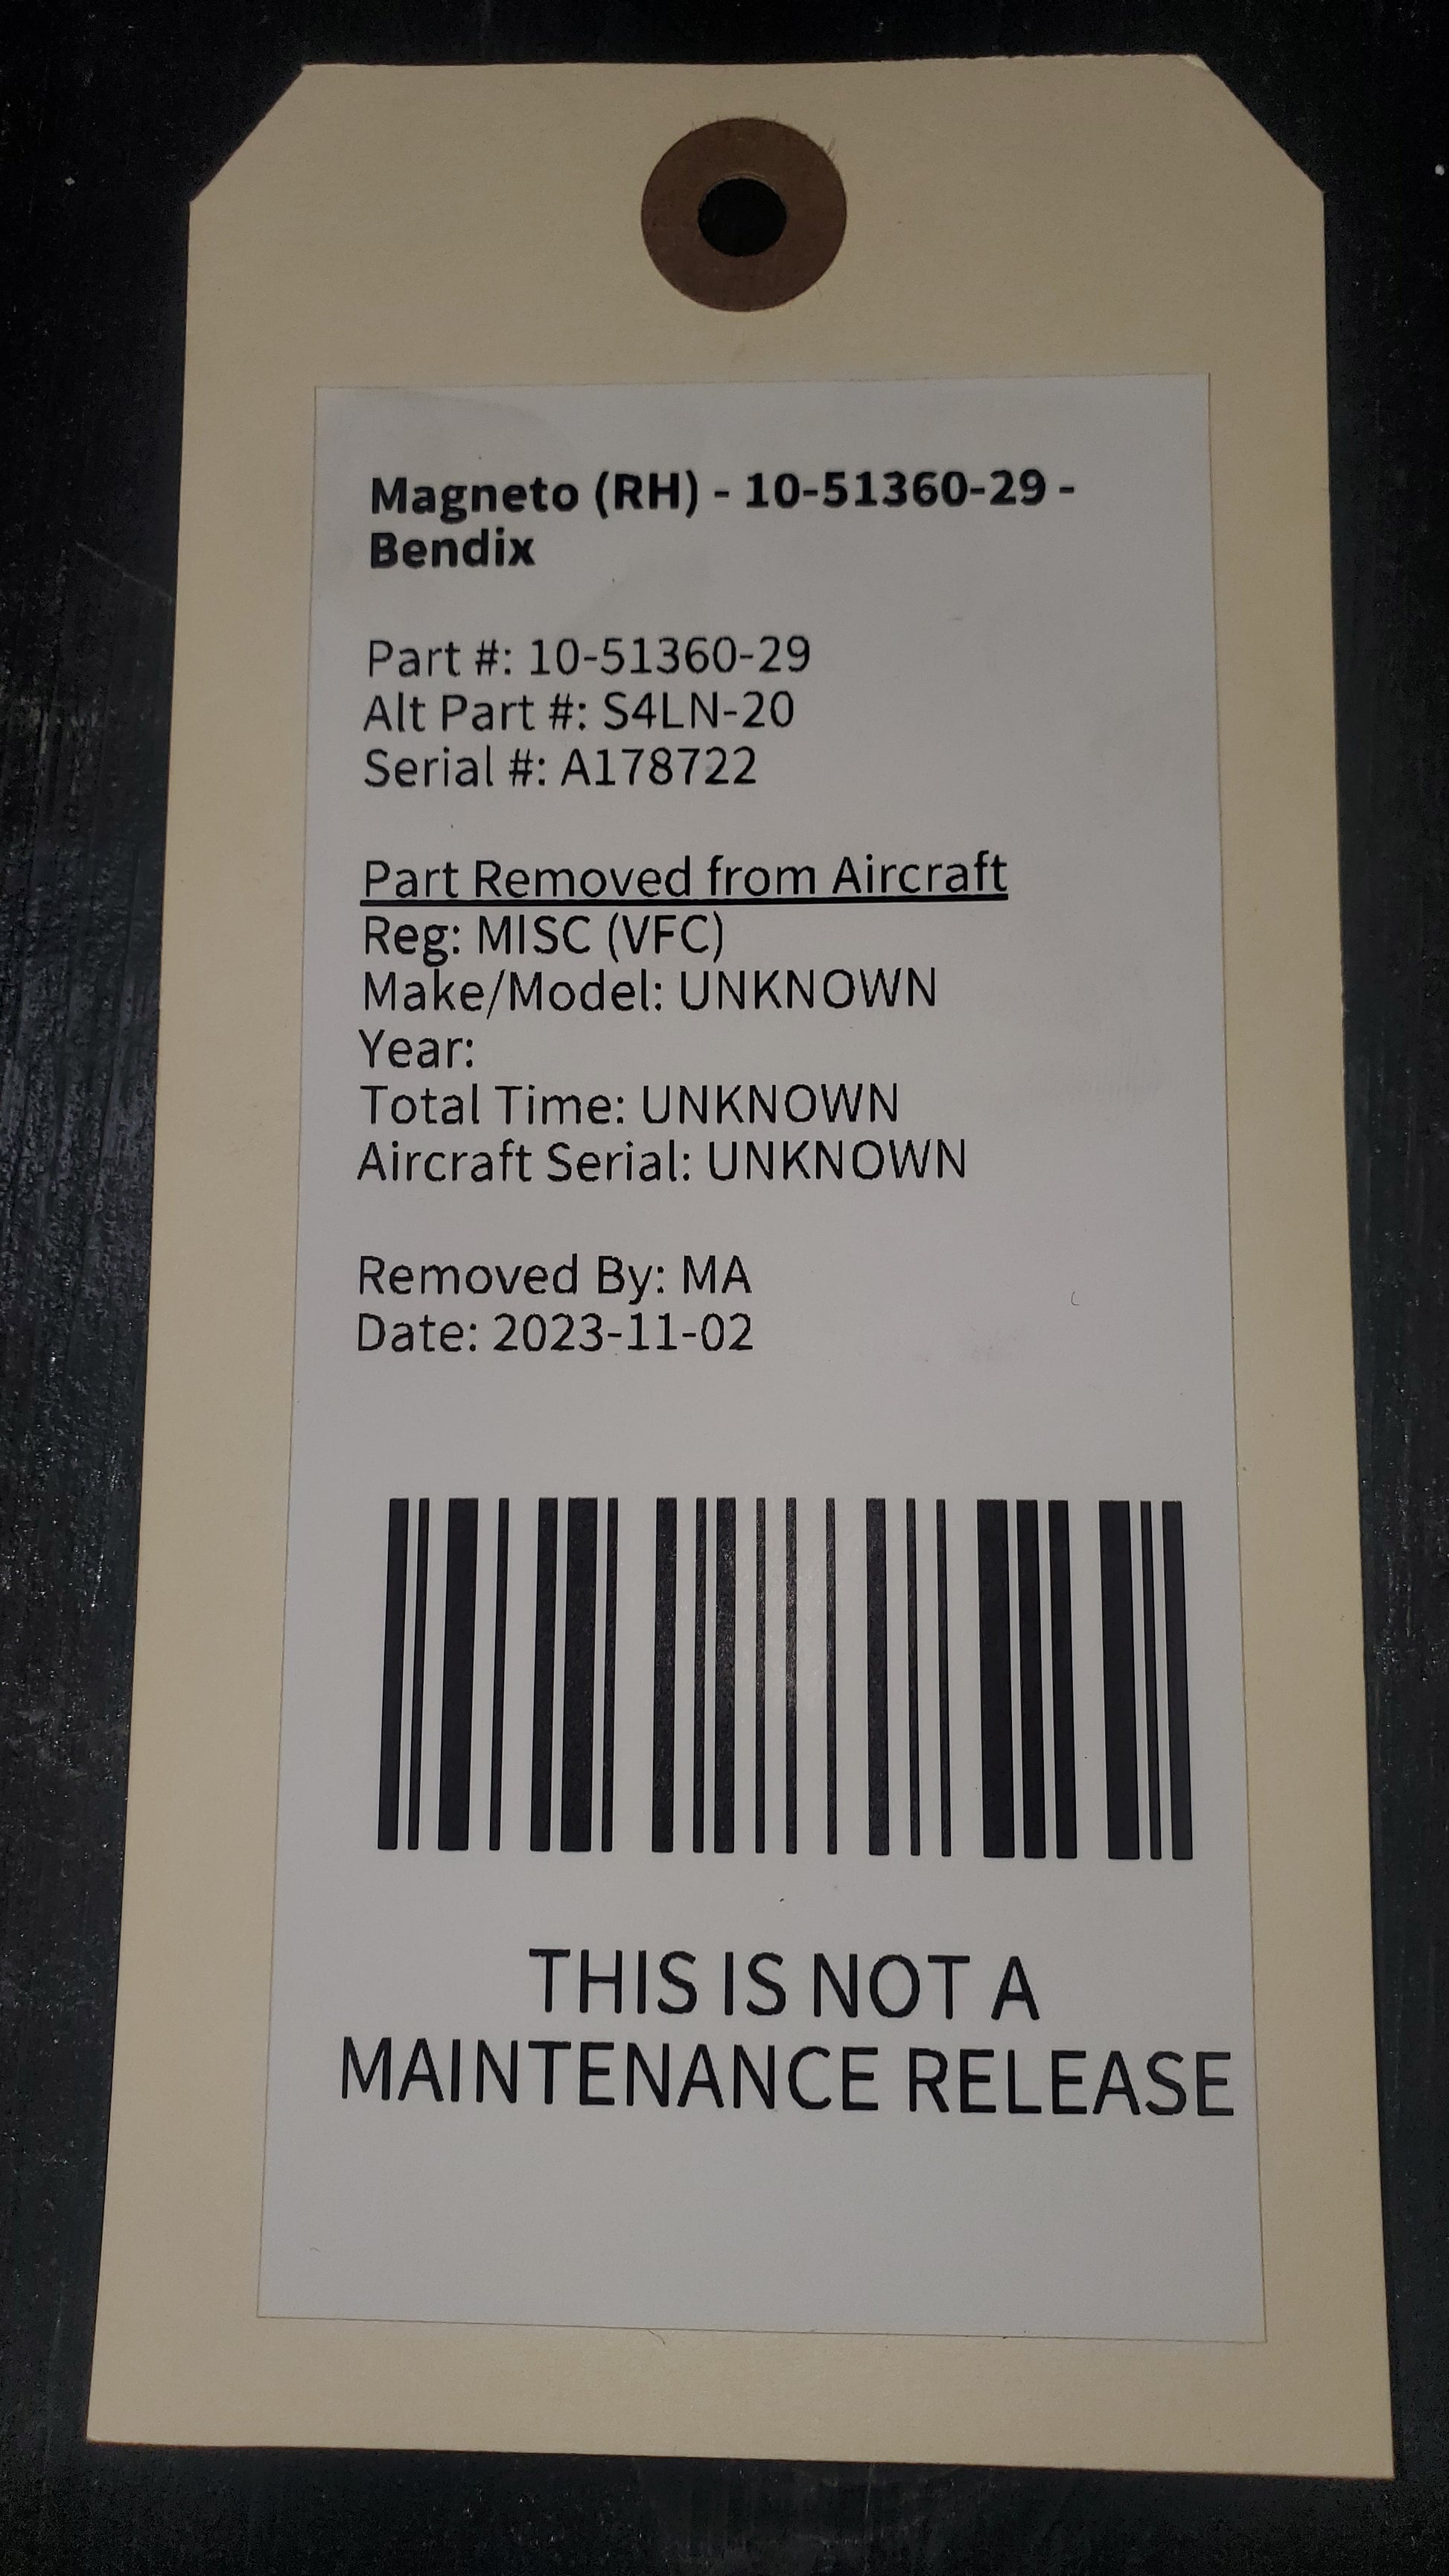 Magneto (RH) - 10-51360-29 -
Bendix
Part #: 10-51360-29
Alt Part #: S4LN-20
Serial #: A178722
Part Removed from Aircraft
Reg: MISC (VFC)
Make/Model: UNKNOWN
Year:
Total Time: UNKNOWN
Aircraft Serial: UNKNOWN
Removed By: MA
Date: 2023-11-02
THIS IS NOT A
MAINTENANCE RELEASE